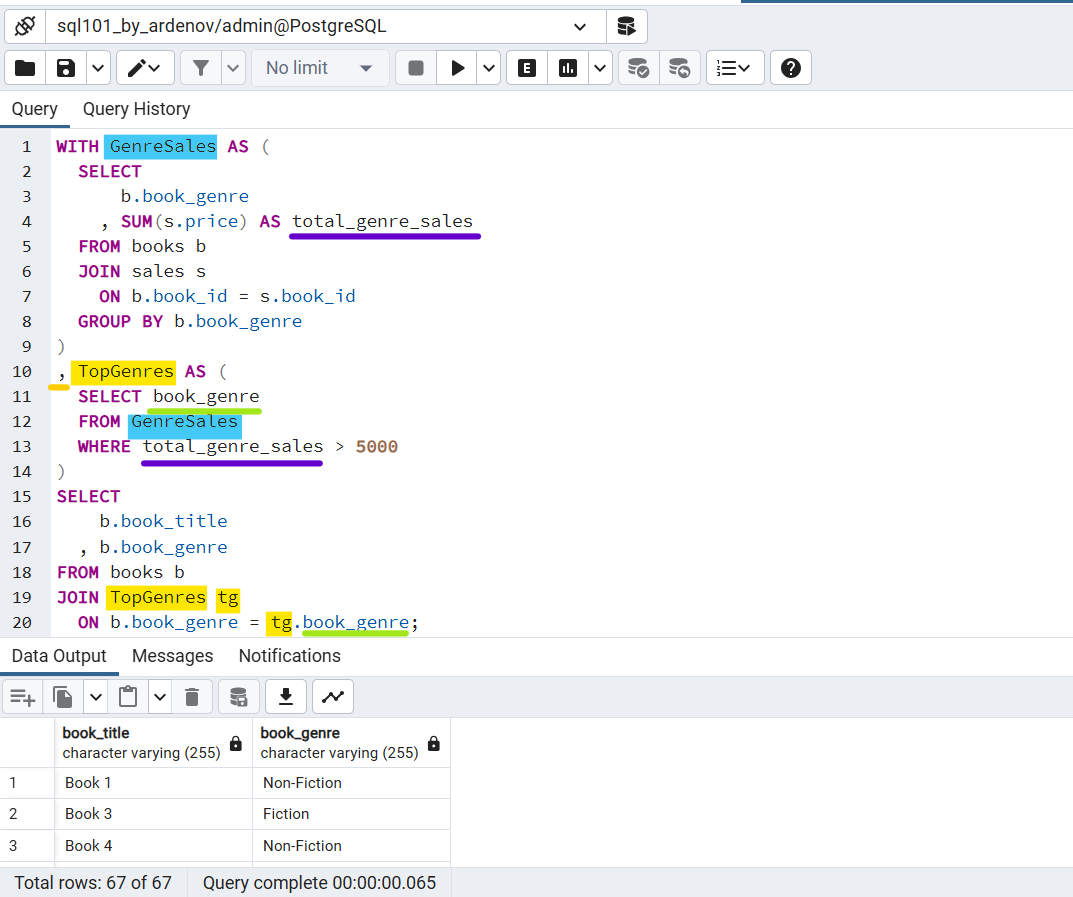 sql101_by_ardenov/admin@PostgreSQL
No limit
E
Query Query History
1 WITH GenreSales AS (
2 SELECT
3 b.book_genre
4 , SUM(s.price) AS total_genre_sales
5 FROM books b
6 JOIN sales s
7 ON b.book_id = s.book_id
8 GROUP BY b.book_genre
9 )
10 , TopGenres AS (
11 SELECT book_genre
12 FROM GenreSales
13 WHERE total_genre_sales > 5000
14 )
15 SELECT
16 b.book_title
17 , b.book_genre
18 FROM books b
19 JOIN TopGenres tg
20 ON b.book_genre = tg.book_genre;
Data Output Messages Notifications
book_title book_genre
character varying (255) character varying (255)
1 Book 1 Non-Fiction
2 Book 3 Fiction
3 Book 4 Non-Fiction
Total rows: 67 of 67 Query complete 00:00:00.065